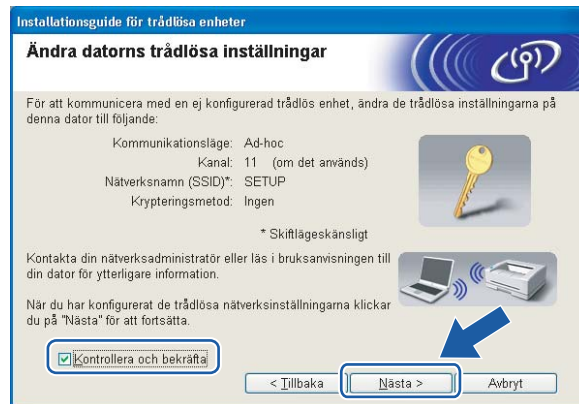 Installationsguide för trådlösa enheter
Ändra datorns trådlösa inställningar
För att kommunicera med en ej konfigurerad trådlös enhet, ändra de trådlösa inställningarna på
denna dator till följande:
Kommunikationsläge: Ad-hoc
Kanal: 11 (om det används)
Nätverksnamn (SSID)*: SETUP
Krypteringsmetod: Ingen
* Skiftlägeskänsligt
Kontakta din nätverksadministratör eller läs i bruksanvisningen till
din dator för ytterligare information.
När du har konfigurerat de trådlösa nätverksinställningarna klickar
du på "Nästa" för att fortsätta.
Kontrollera och bekräfta
< Tillbaka Nästa > Avbryt